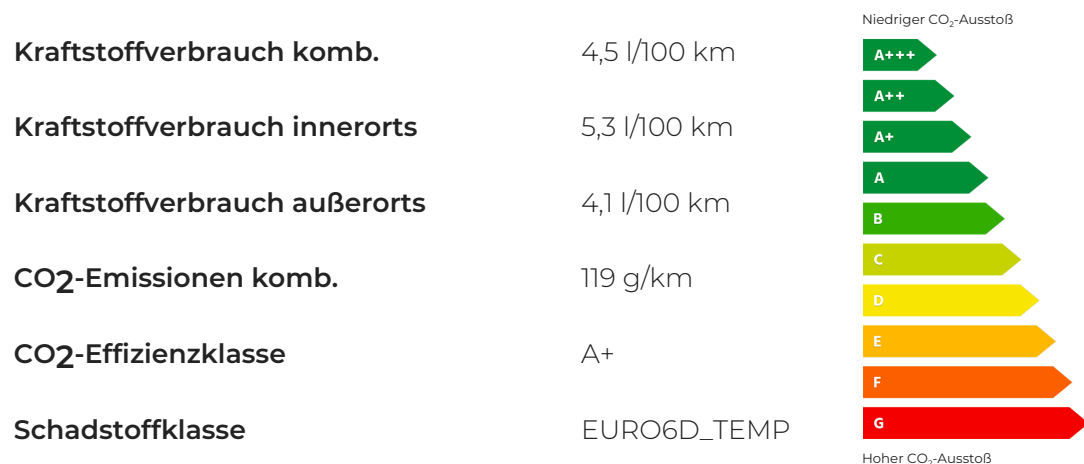 Kraftstoffverbrauch komb. 4,5 l/100 km
Kraftstoffverbrauch innerorts 5,3 l/100 km
Kraftstoffverbrauch außerorts 4,1 l/100 km
CO2-Emissionen komb. 119 g/km
CO2-Effizienzklasse A+
Schadstoffklasse EURO6D_TEMP
Niedriger CO₂-Ausstoß
A+++
A++
A+
A
B
C
D
E
F
G
Hoher CO₂-Ausstoß